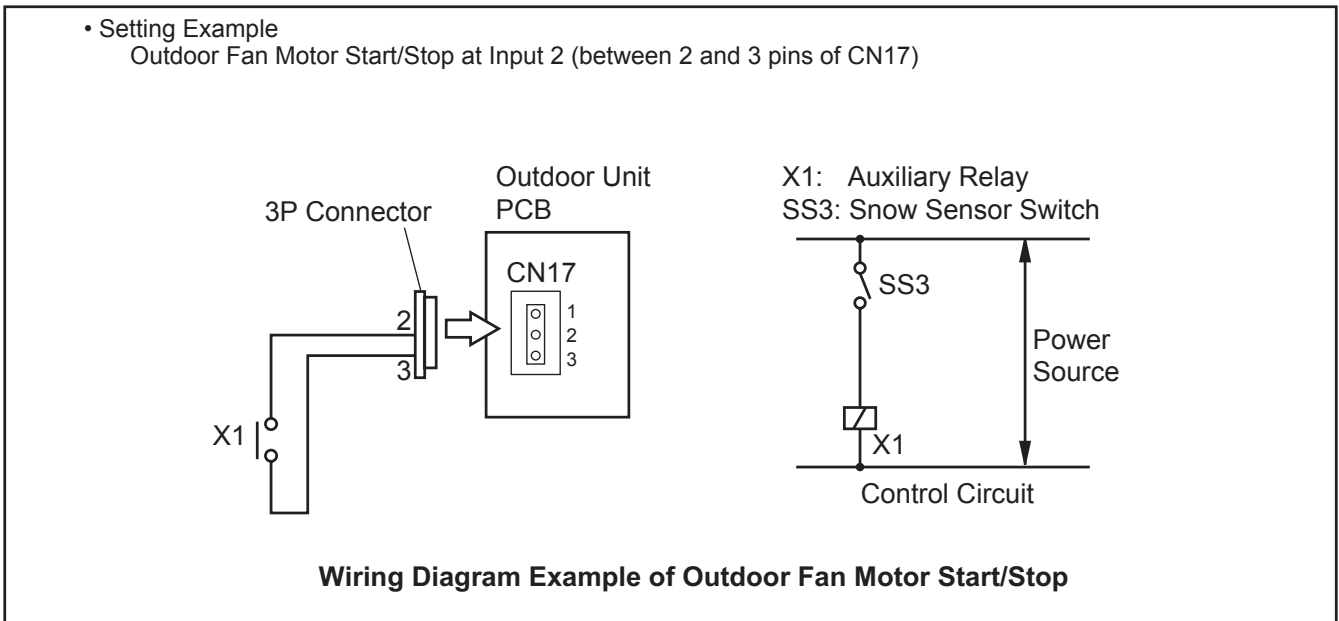 • Setting Example
Outdoor Fan Motor Start/Stop at Input 2 (between 2 and 3 pins of CN17)
3P Connector
Outdoor Unit
PCB
CN17
1
2
3
2
3
X1
X1: Auxiliary Relay
SS3: Snow Sensor Switch
SS3
X1
Power
Source
Control Circuit
Wiring Diagram Example of Outdoor Fan Motor Start/Stop